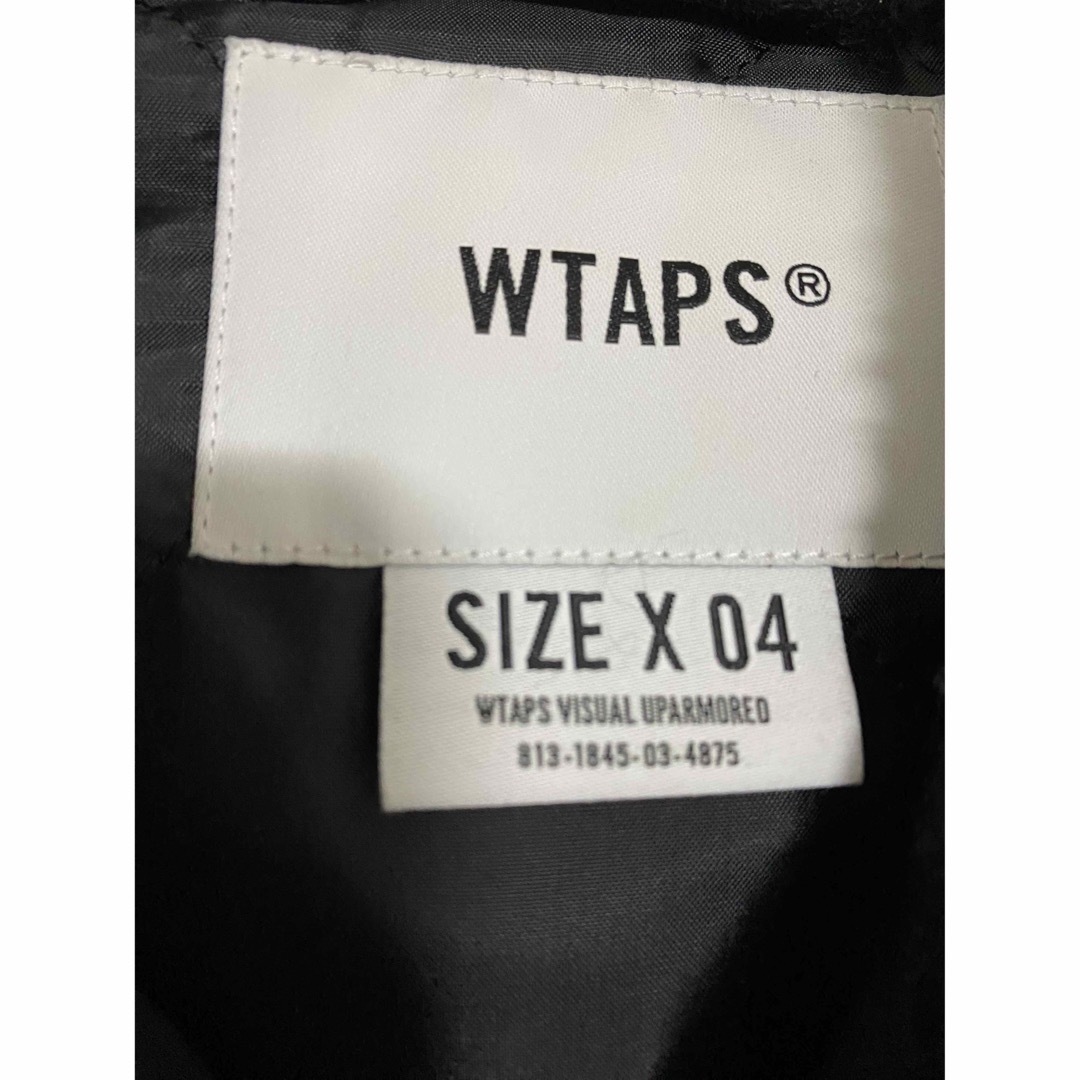 WTAPS®
SIZE X 04
WTAPS VISUAL UPARMORED
813-1845-03-4875